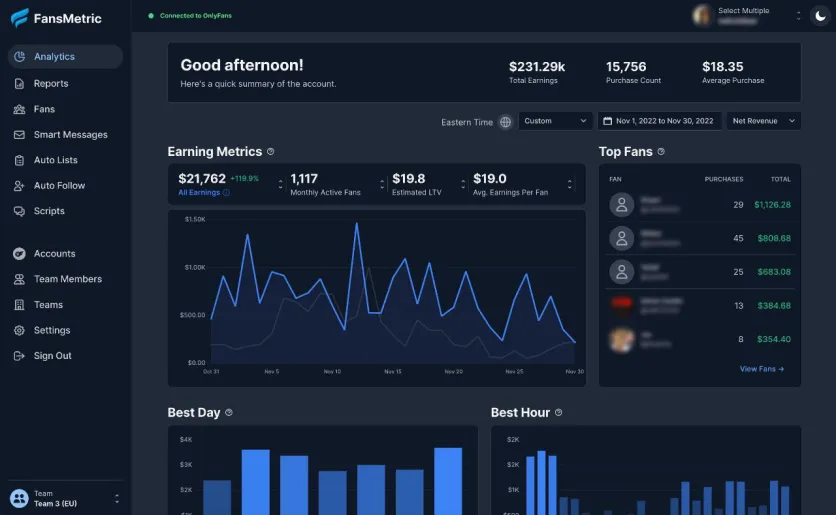 FansMetric
Connected to OnlyFans
Select Multiple
Analytics
Reports
Fans
Smart Messages
Auto Lists
Auto Follow
Scripts
Accounts
Team Members
Teams
Settings
Sign Out
Team
Team 3 (EU)
Good afternoon!
Here's a quick summary of the account.
$231.29k
Total Earnings
15,756
Purchase Count
$18.35
Average Purchase
Eastern Time
Custom
Nov 1, 2022 to Nov 30, 2022
Net Revenue
Earning Metrics
$21,762 +119.9%
All Earnings
1,117
Monthly Active Fans
$19.8
Estimated LTV
$19.0
Avg. Earnings Per Fan
$1.50K
$1.00K
$500.00
$0.00
Oct 31 Nov 5 Nov 10 Nov 15 Nov 20 Nov 25 Nov 30
Top Fans
FAN PURCHASES TOTAL
29 $1,126.28
45 $808.68
25 $683.08
13 $384.68
8 $354.40
View Fans →
Best Day
$4K
$3K
$2K
$1K
Best Hour
$2K
$2K
$1K
$500